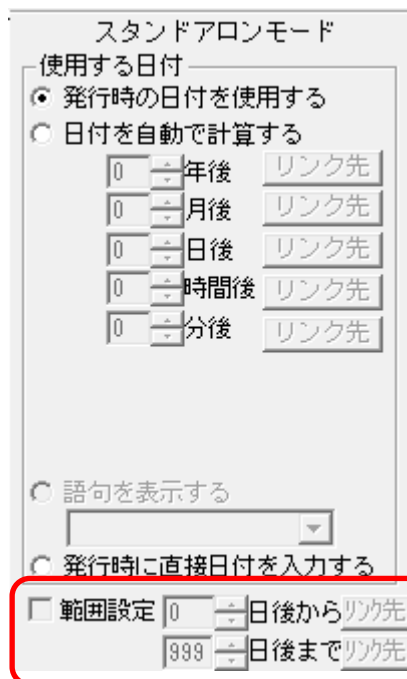 スタンドアロンモード
使用する日付
発行時の日付を使用する
日付を自動で計算する
0 年後 リンク先
0 月後 リンク先
0 日後 リンク先
0 時間後 リンク先
0 分後 リンク先
語句を表示する
発行時に直接日付を入力する
範囲設定 0 日後から リンク先
999 日後まで リンク先